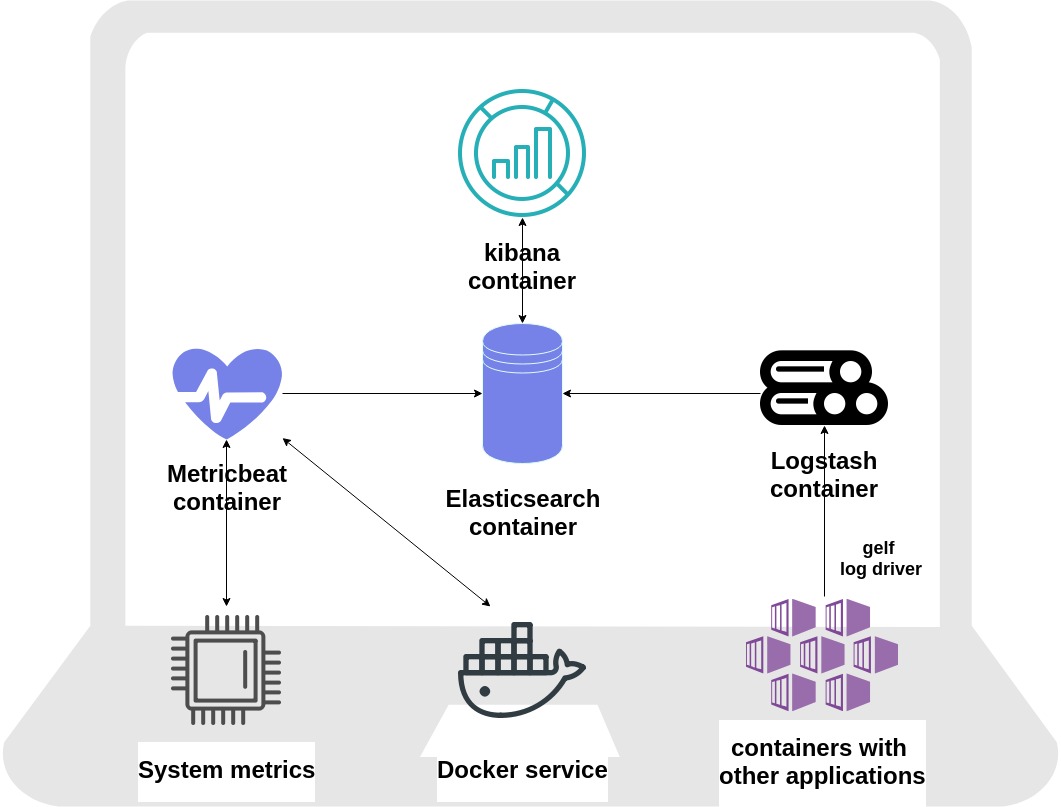 kibana
container
Metricbeat
container
Elasticsearch
container
Logstash
container
gelf
log driver
System metrics
Docker service
containers with
other applications